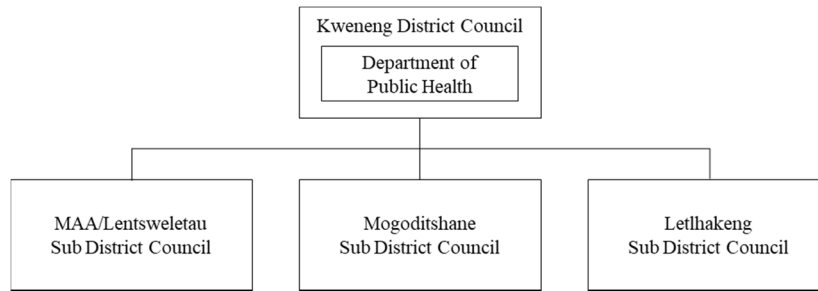 Kweneng District Council
Department of
Public Health
MAA/Lentsweletau
Sub District Council
Mogoditshane
Sub District Council
Letlhakeng
Sub District Council